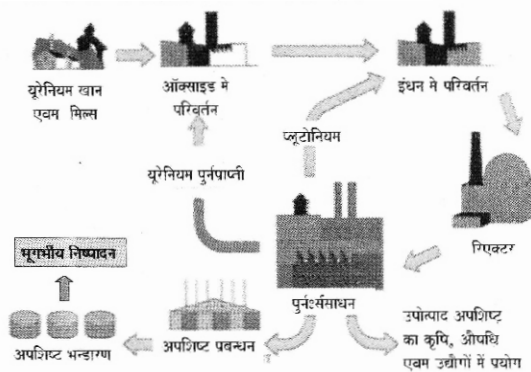 यूरेनियम खान
एवम मिल्स
ऑक्साइड मे
परिवर्तन
इंधन मे परिवर्तन
प्लूटोनियम
यूरेनियम पुर्नप्राप्ती
रिएक्टर
भूगर्भीय निष्पादन
पुनःर्संमाधन
उपोत्पाद अपशिष्ट
का कृषि, औषधि
एवम उद्यौगों में प्रयोग
अपशिष्ट भन्डारण
अपशिष्ट प्रबन्धन